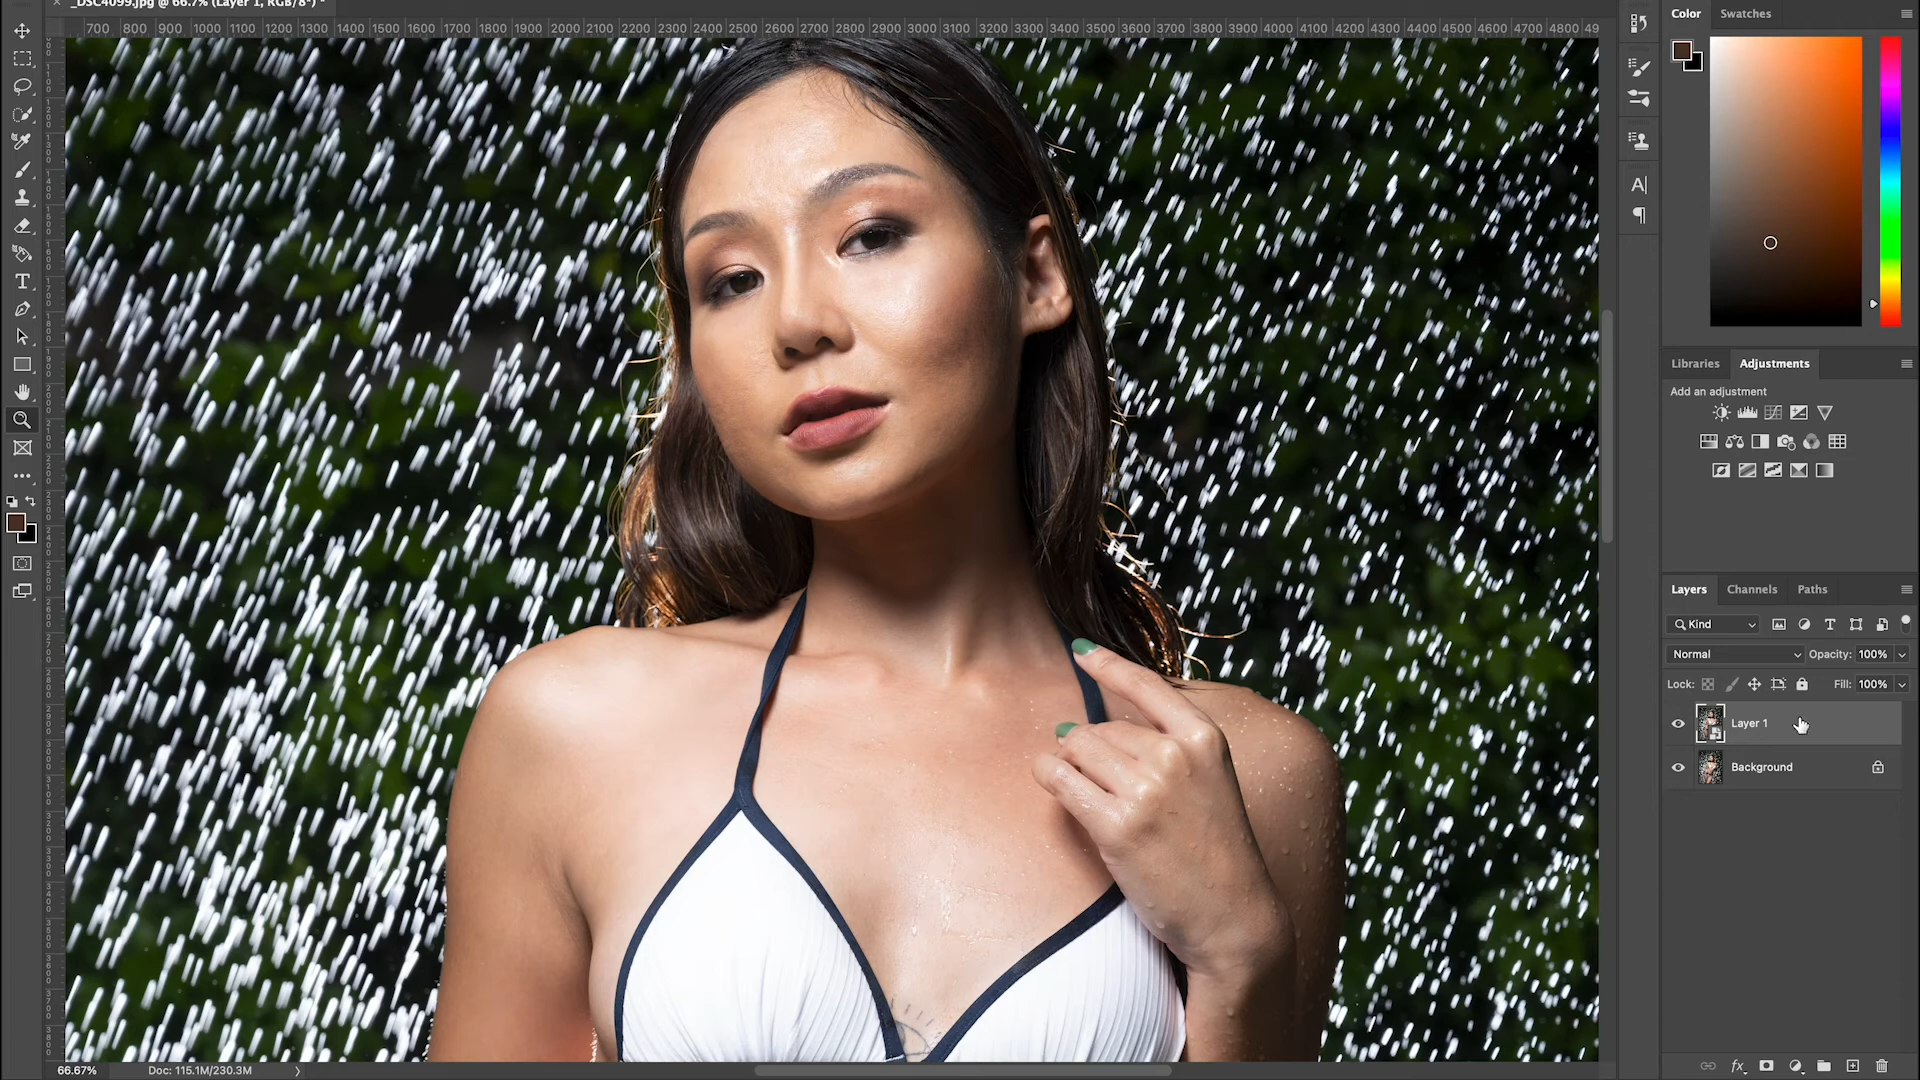 _DSC4099.jpg @ 66.7% (Layer 1, RGB/8*) *
700 800 900 1000 1100 1200 1300 1400 1500 1600 1700 1800 1900 2000 2100 2200 2300 2400 2500 2600 2700 2800 2900 3000 3100 3200 3300 3400 3500 3600 3700 3800 3900 4000 4100 4200 4300 4400 4500 4600 4700 4800 49
Color Swatches
Libraries Adjustments
Add an adjustment
Layers Channels Paths
Kind
Normal Opacity: 100%
Lock: Fill: 100%
Layer 1
Background
66.67% Doc: 115.1M/230.3M